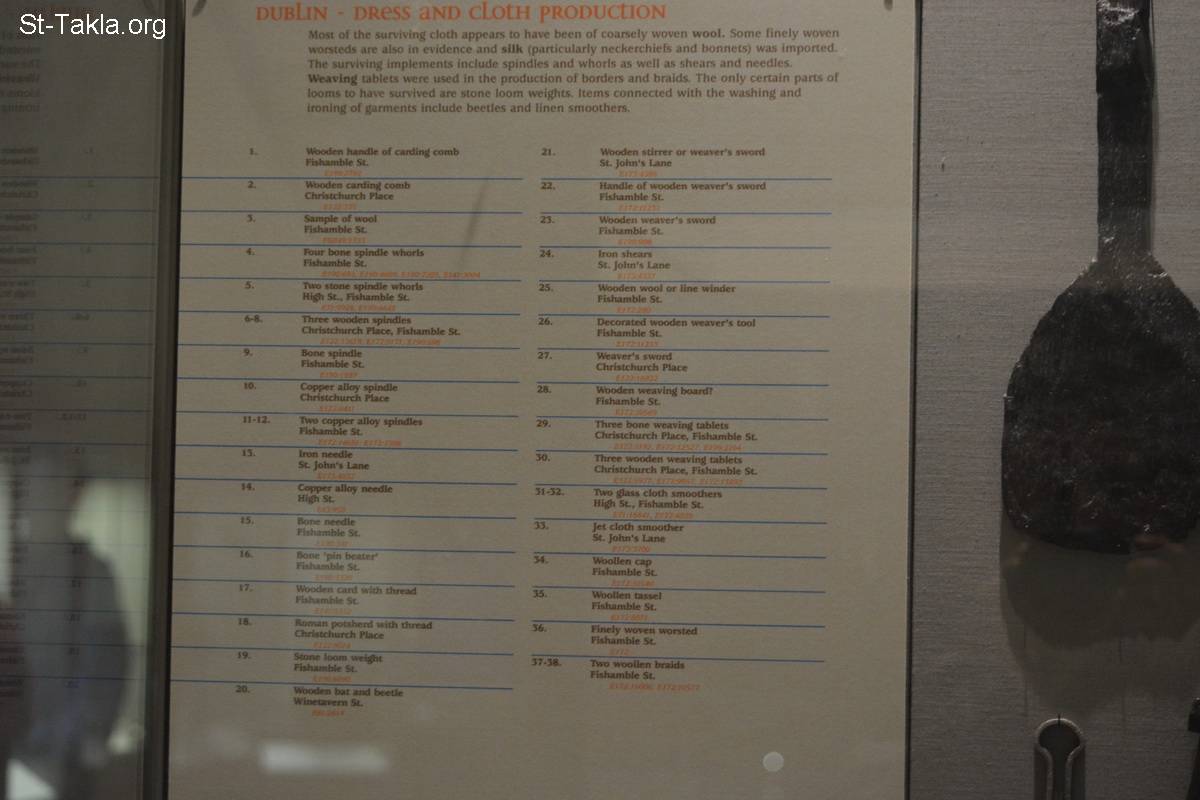 St-Takla.org
DUBLIN - DRESS AND CLOTH PRODUCTION
Most of the surviving cloth appears to have been of coarsely woven wool. Some finely woven
worsteds are also in evidence and silk (particularly neckerchiefs and bonnets) was imported.
The surviving implements include spindles and whorls as well as shears and needles.
Weaving tablets were used in the production of borders and braids. The only certain parts of
looms to have survived are stone loom weights. Items connected with the washing and
ironing of garments include beetles and linen smoothers.
1. Wooden handle of carding comb
Fishamble St.
2. Wooden carding comb
Christchurch Place
3. Sample of wool
Fishamble St.
4. Four bone spindle whorls
Fishamble St.
5. Two stone spindle whorls
High St., Fishamble St.
6-8. Three wooden spindles
Christchurch Place, Fishamble St.
9. Bone spindle
Fishamble St.
10. Copper alloy spindle
Christchurch Place
11-12. Two copper alloy spindles
Fishamble St.
13. Iron needle
St. John's Lane
14. Copper alloy needle
High St.
15. Bone needle
Fishamble St.
16. Bone 'pin beater'
Fishamble St.
17. Wooden card with thread
Fishamble St.
18. Roman potsherd with thread
Christchurch Place
19. Stone loom weight
Fishamble St.
20. Wooden bat and beetle
Winetavern St.
21. Wooden stirrer or weaver's sword
St. John's Lane
22. Handle of wooden weaver's sword
Fishamble St.
23. Wooden weaver's sword
Fishamble St.
24. Iron shears
St. John's Lane
25. Wooden wool or line winder
Fishamble St.
26. Decorated wooden weaver's tool
Fishamble St.
27. Weaver's sword
Christchurch Place
28. Wooden weaving board?
Fishamble St.
29. Three bone weaving tablets
Christchurch Place, Fishamble St.
30. Three wooden weaving tablets
Christchurch Place, Fishamble St.
31-32. Two glass cloth smoothers
High St., Fishamble St.
33. Jet cloth smoother
St. John's Lane
34. Woollen cap
Fishamble St.
35. Woollen tassel
Fishamble St.
36. Finely woven worsted
Fishamble St.
37-38. Two woollen braids
Fishamble St.